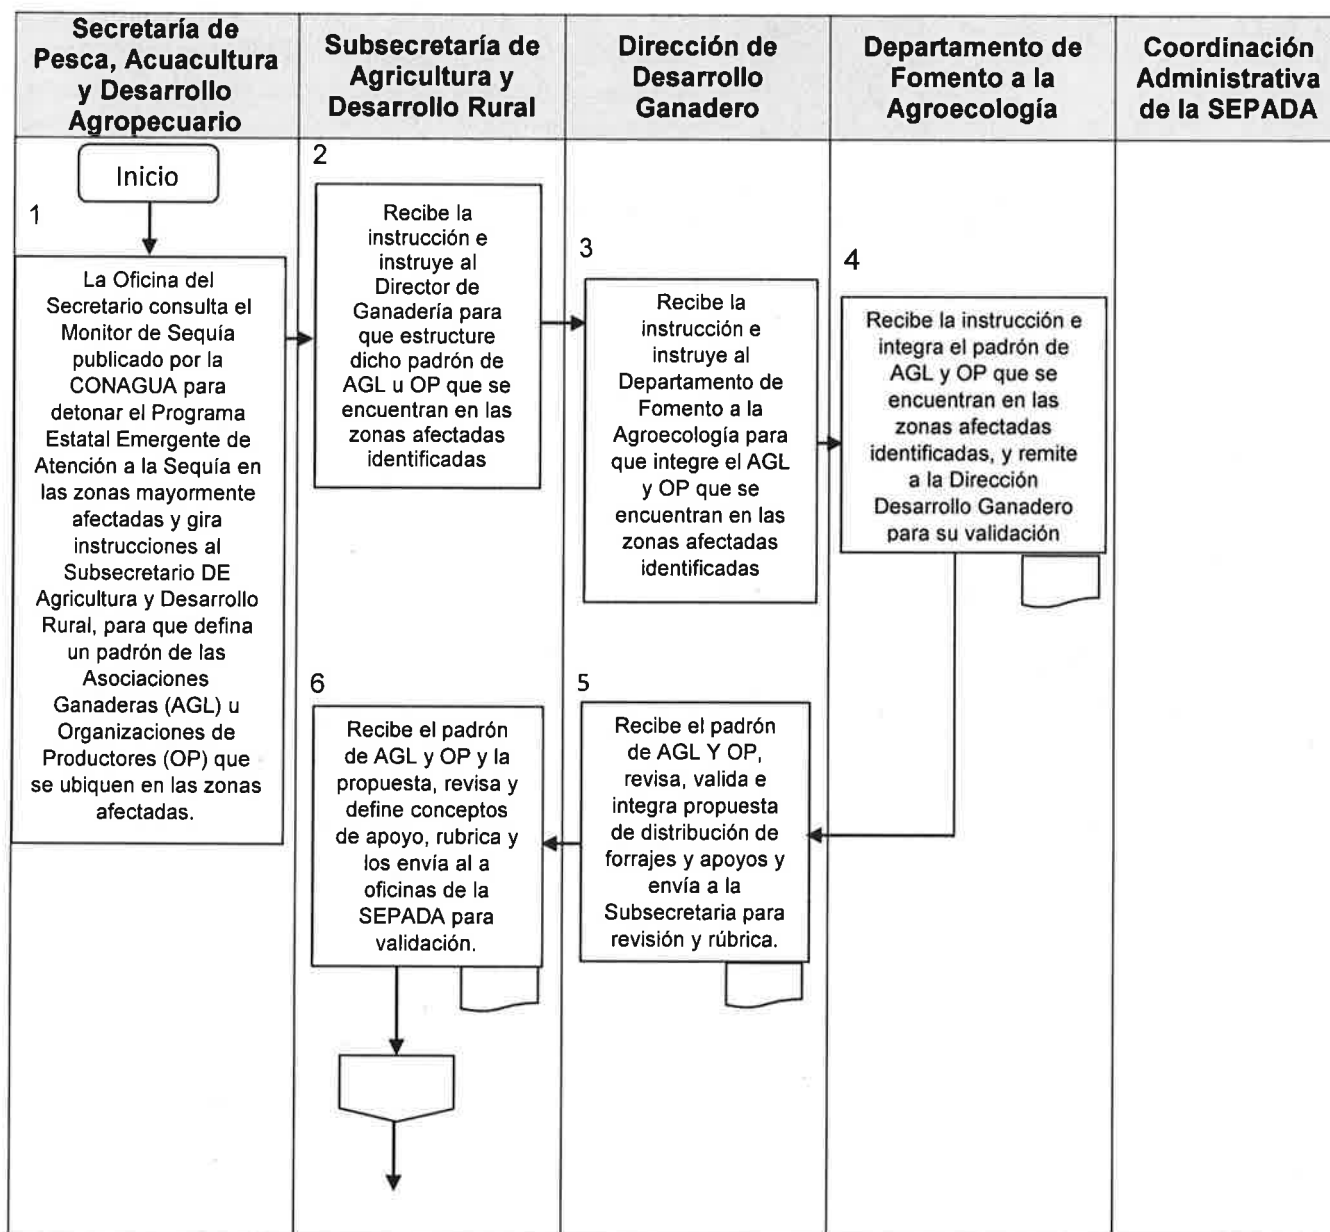 Secretaría de
Pesca, Acuacultura
y Desarrollo
Agropecuario
Subsecretaría de
Agricultura y
Desarrollo Rural
Dirección de
Desarrollo
Ganadero
Departamento de
Fomento a la
Agroecología
Coordinación
Administrativa
de la SEPADA
Inicio
1
La Oficina del
Secretario consulta el
Monitor de Sequía
publicado por la
CONAGUA para
detonar el Programa
Estatal Emergente de
Atención a la Sequía en
las zonas mayormente
afectadas y gira
instrucciones al
Subsecretario DE
Agricultura y Desarrollo
Rural, para que defina
un padrón de las
Asociaciones
Ganaderas (AGL) u
Organizaciones de
Productores (OP) que
se ubiquen en las zonas
afectadas.
2
Recibe la
instrucción e
instruye al
Director de
Ganadería para
que estructure
dicho padrón de
AGL u OP que se
encuentran en las
zonas afectadas
identificadas
3
Recibe la
instrucción e
instruye al
Departamento de
Fomento a la
Agroecología para
que integre el AGL
y OP que se
encuentran en las
zonas afectadas
identificadas
4
Recibe la instrucción e
integra el padrón de
AGL y OP que se
encuentran en las
zonas afectadas
identificadas, y remite
a la Dirección
Desarrollo Ganadero
para su validación
5
Recibe el padrón
de AGL Y OP,
revisa, valida e
integra propuesta
de distribución de
forrajes y apoyos y
envía a la
Subsecretaria para
revisión y rúbrica.
6
Recibe el padrón
de AGL y OP y la
propuesta, revisa y
define conceptos
de apoyo, rubrica y
los envía al a
oficinas de la
SEPADA para
validación.